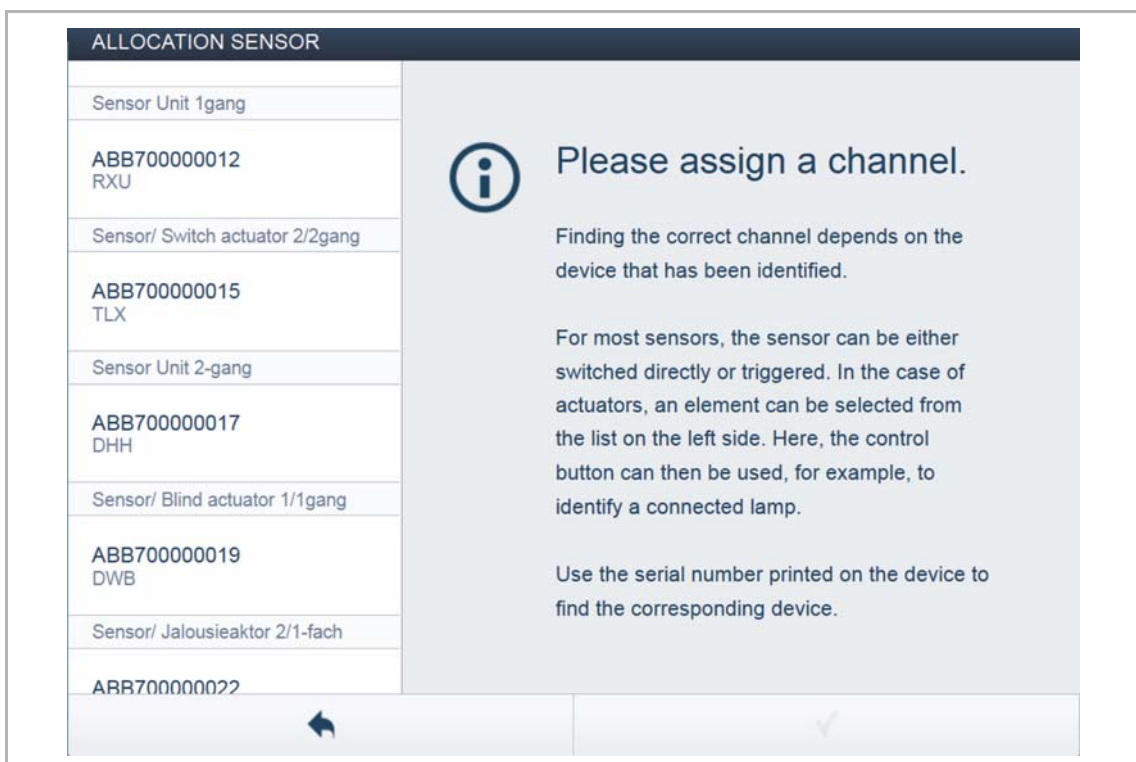 ALLOCATION SENSOR
Sensor Unit 1gang
ABB700000012
RXU
Sensor/ Switch actuator 2/2gang
ABB700000015
TLX
Sensor Unit 2-gang
ABB700000017
DHH
Sensor/ Blind actuator 1/1gang
ABB700000019
DWB
Sensor/ Jalousieaktor 2/1-fach
ABB700000022
Please assign a channel.
Finding the correct channel depends on the
device that has been identified.
For most sensors, the sensor can be either
switched directly or triggered. In the case of
actuators, an element can be selected from
the list on the left side. Here, the control
button can then be used, for example, to
identify a connected lamp.
Use the serial number printed on the device to
find the corresponding device.